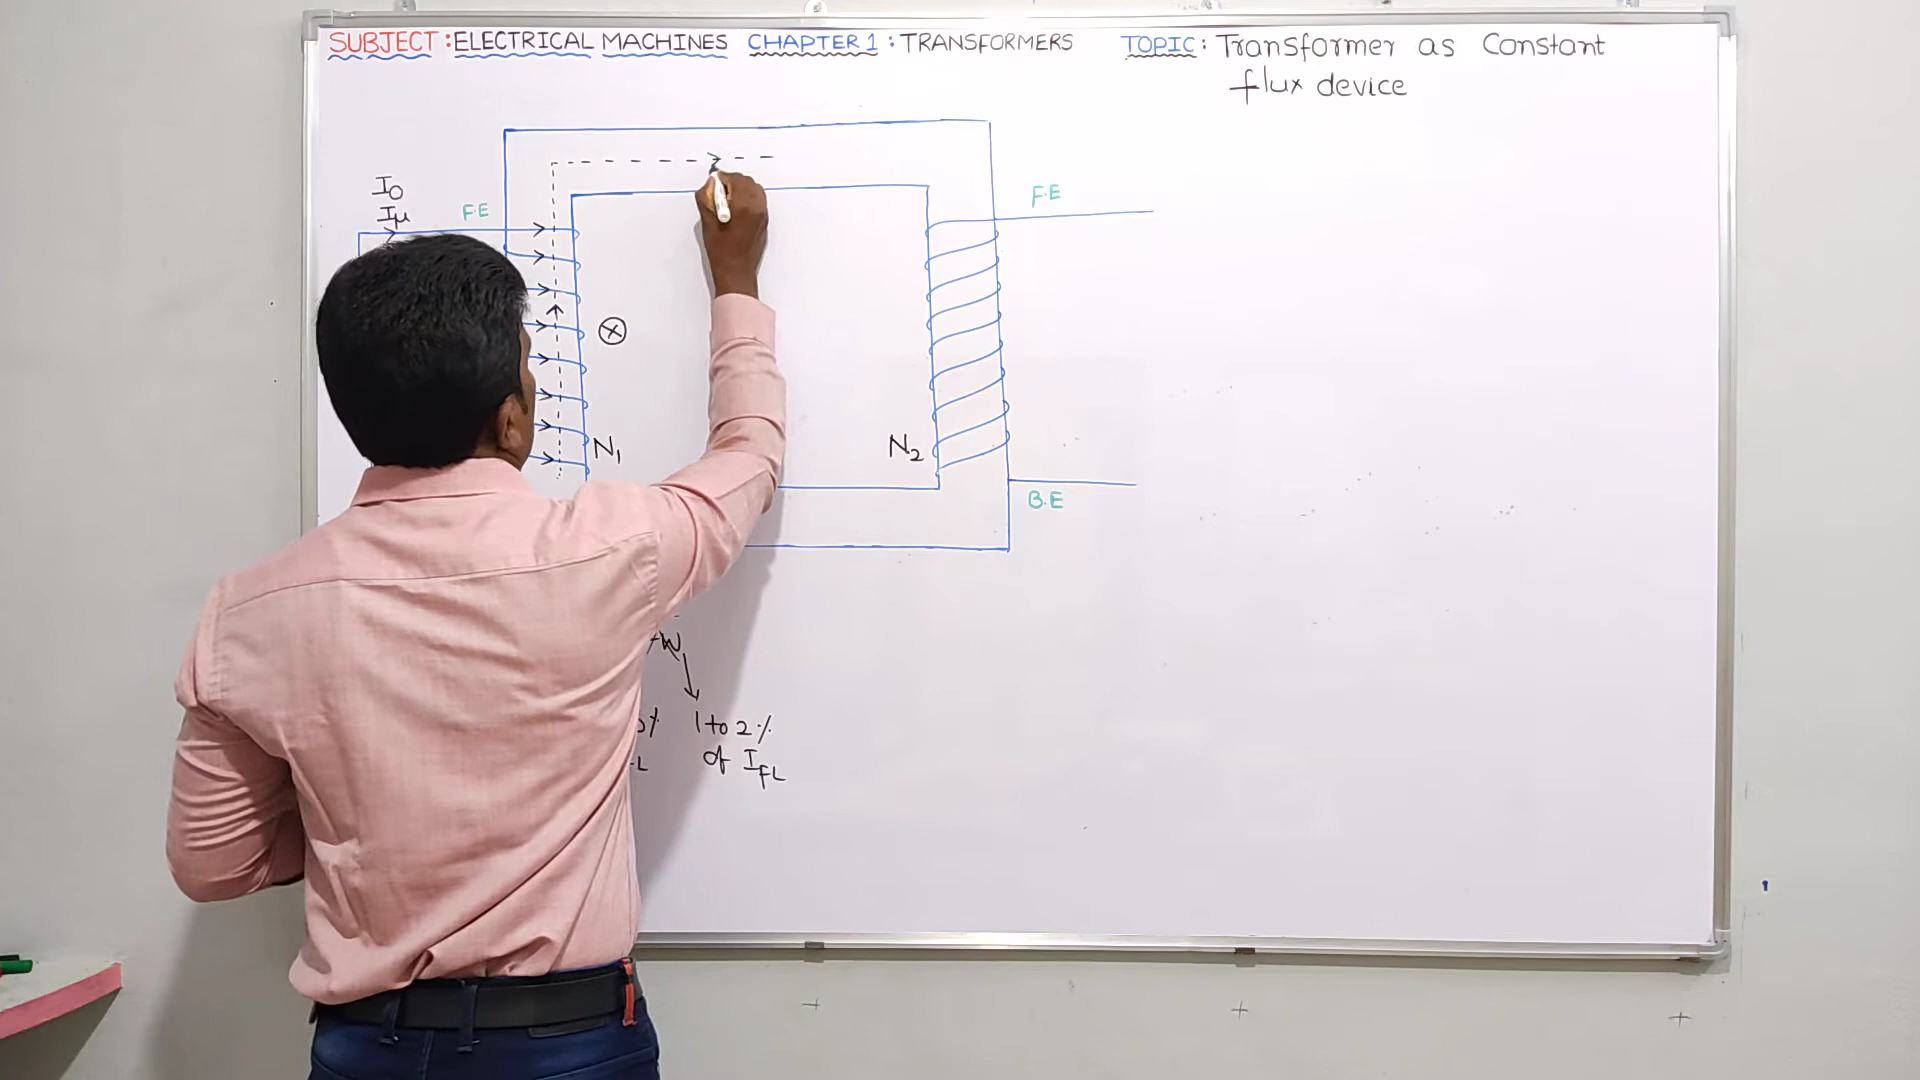 SUBJECT : ELECTRICAL MACHINES CHAPTER 1 : TRANSFORMERS TOPIC : Transformer as Constant
flux device
I0
Iμ
F.E
F.E
N1
N2
B.E
1 to 2 %
of IFL